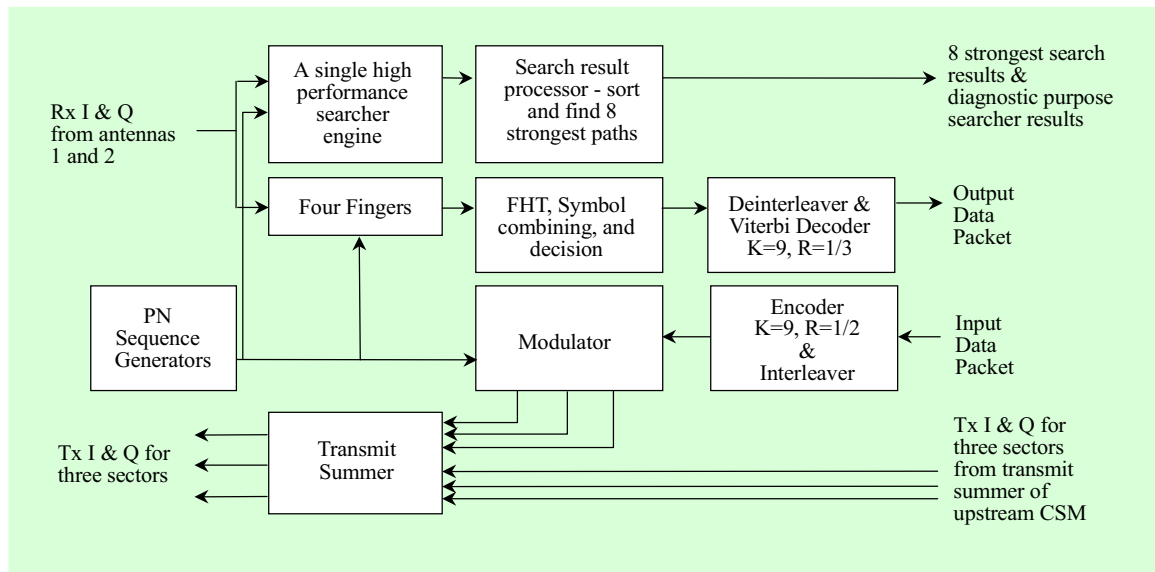 A single high
performance
searcher
engine
Search result
processor - sort
and find 8
strongest paths
8 strongest search
results &
diagnostic purpose
searcher results
Rx I & Q
from antennas
1 and 2
Four Fingers
FHT, Symbol
combining, and
decision
Deinterleaver &
Viterbi Decoder
K=9, R=1/3
Output
Data
Packet
PN
Sequence
Generators
Modulator
Encoder
K=9, R=1/2
&
Interleaver
Input
Data
Packet
Tx I & Q for
three sectors
Transmit
Summer
Tx I & Q for
three sectors
from transmit
summer of
upstream CSM